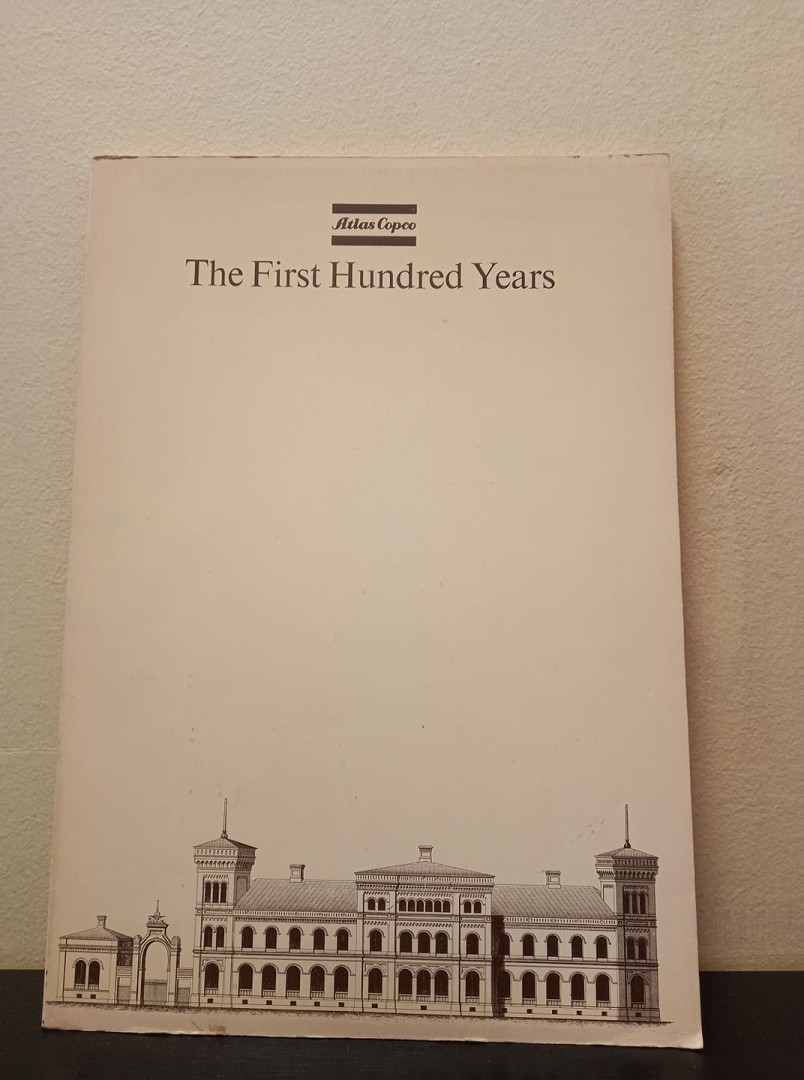 Atlas Copco
The First Hundred Years